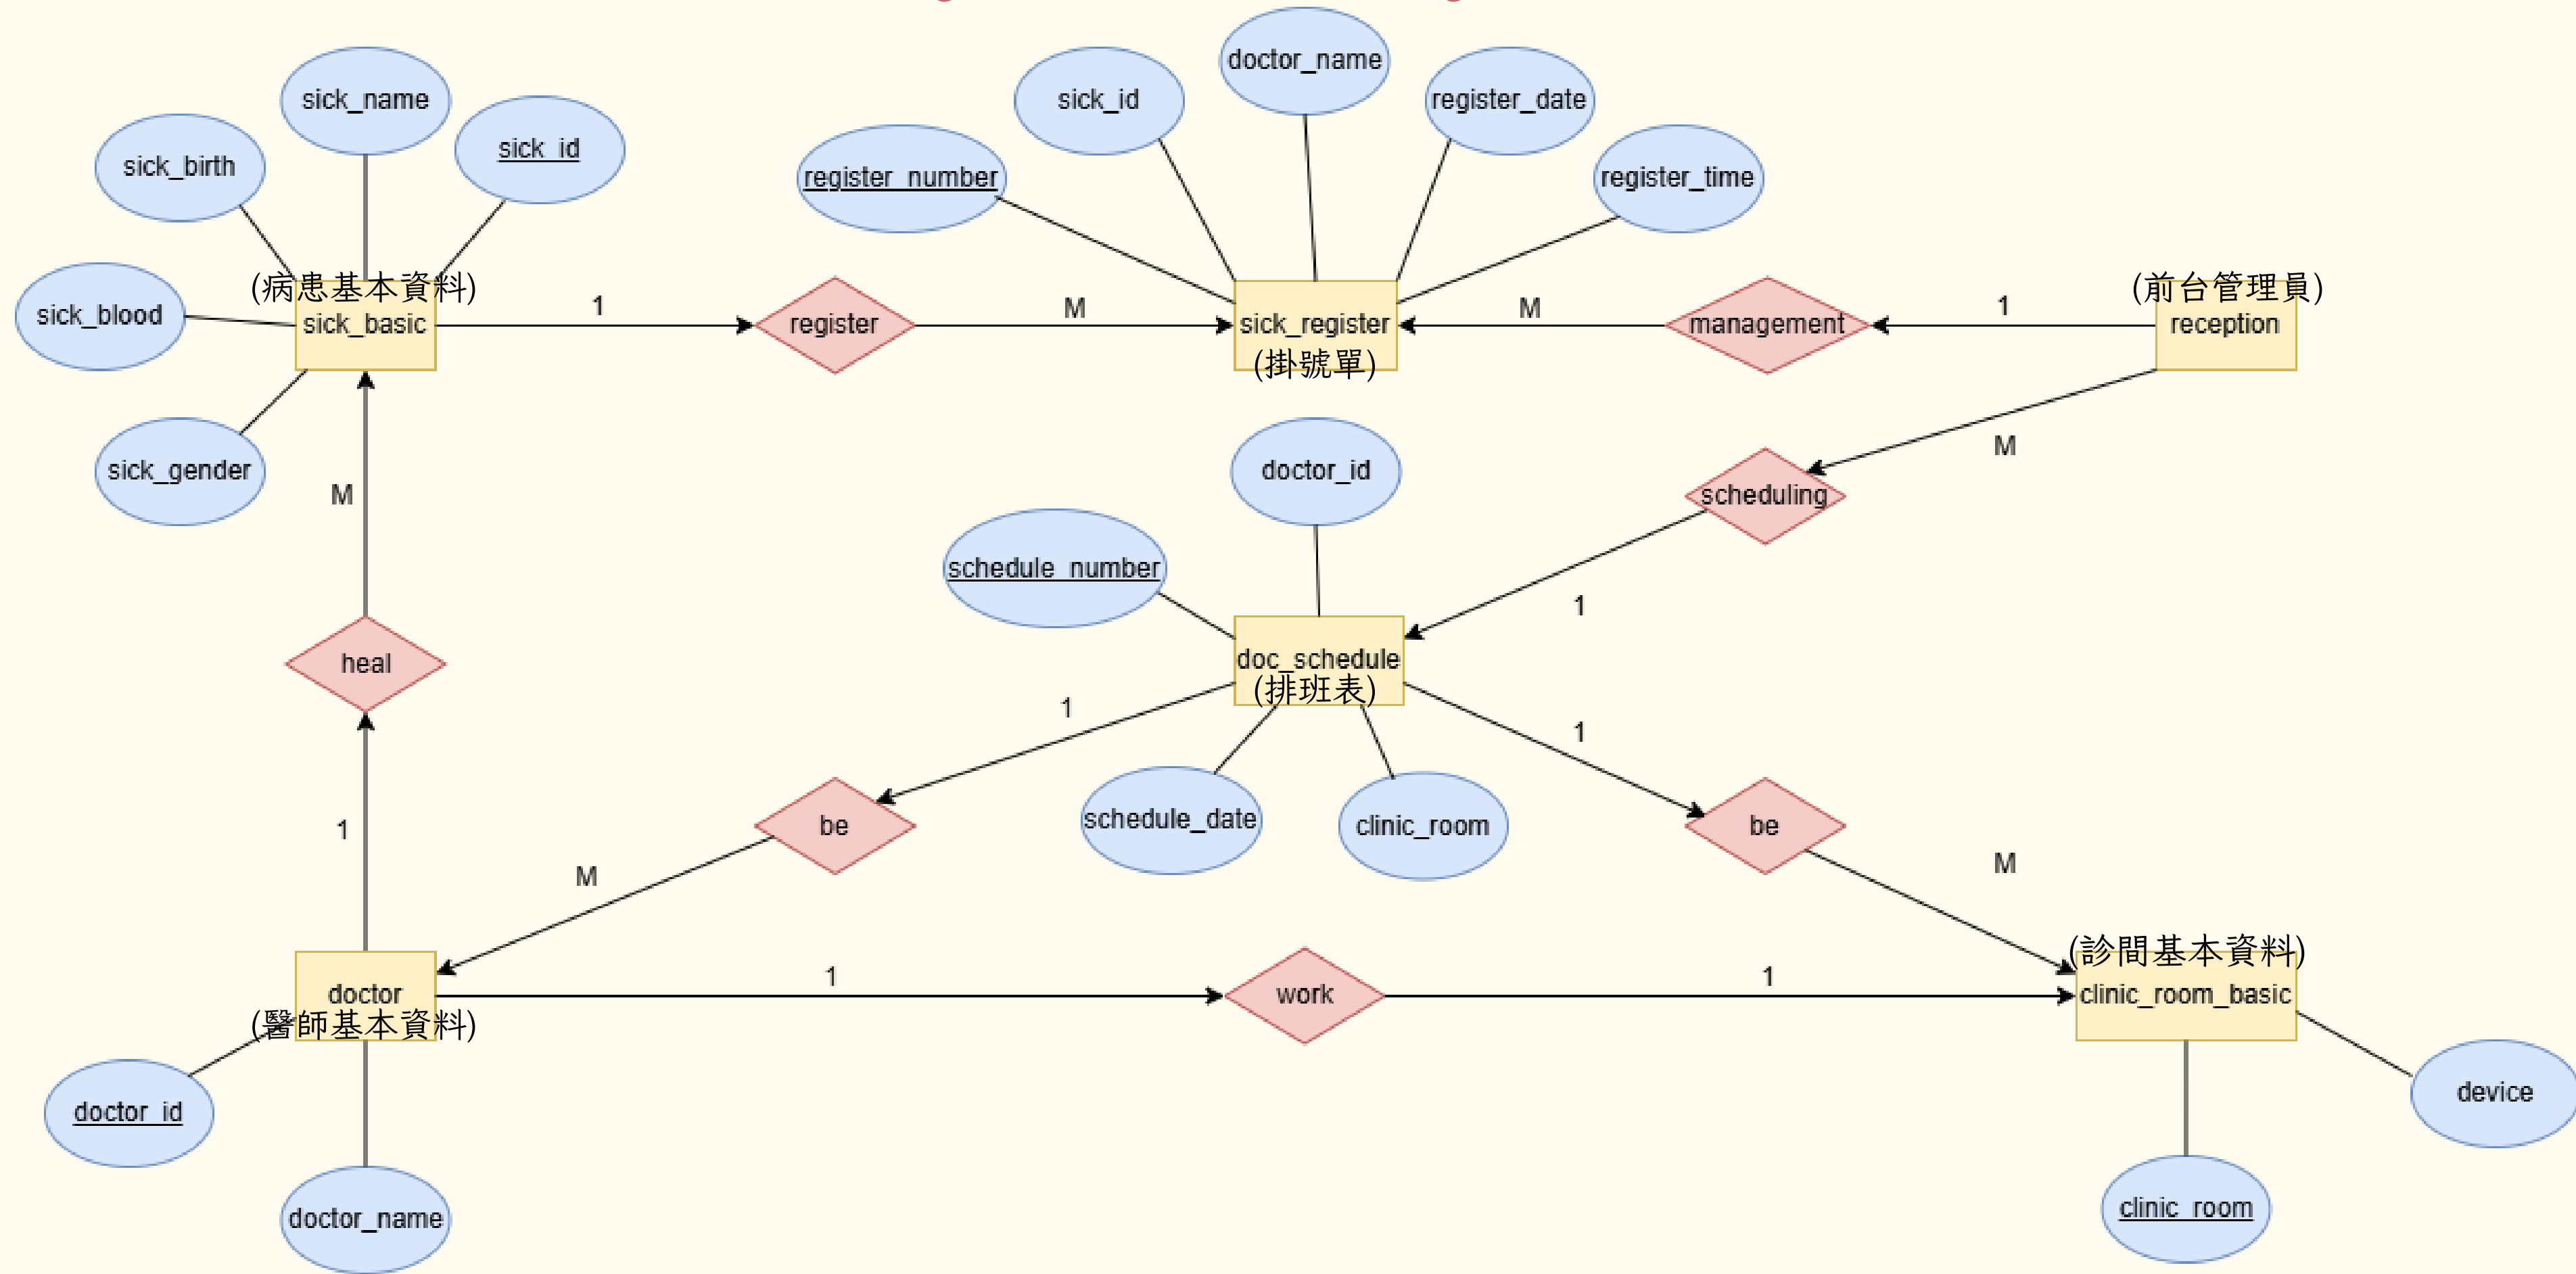 doctor_name
sick_name
sick_id
register_date
sick_id
sick_birth
register_number
register_time
(病患基本資料)
(前台管理員)
sick_blood
sick_basic
1
register
M
sick_register
M
management
1
reception
(掛號單)
sick_gender
doctor_id
M
M
scheduling
schedule_number
1
heal
doc_schedule
(排班表)
1
1
1
be
schedule_date
clinic_room
be
M
M
(診間基本資料)
doctor
1
work
1
clinic_room_basic
(醫師基本資料)
doctor_id
device
doctor_name
clinic_room